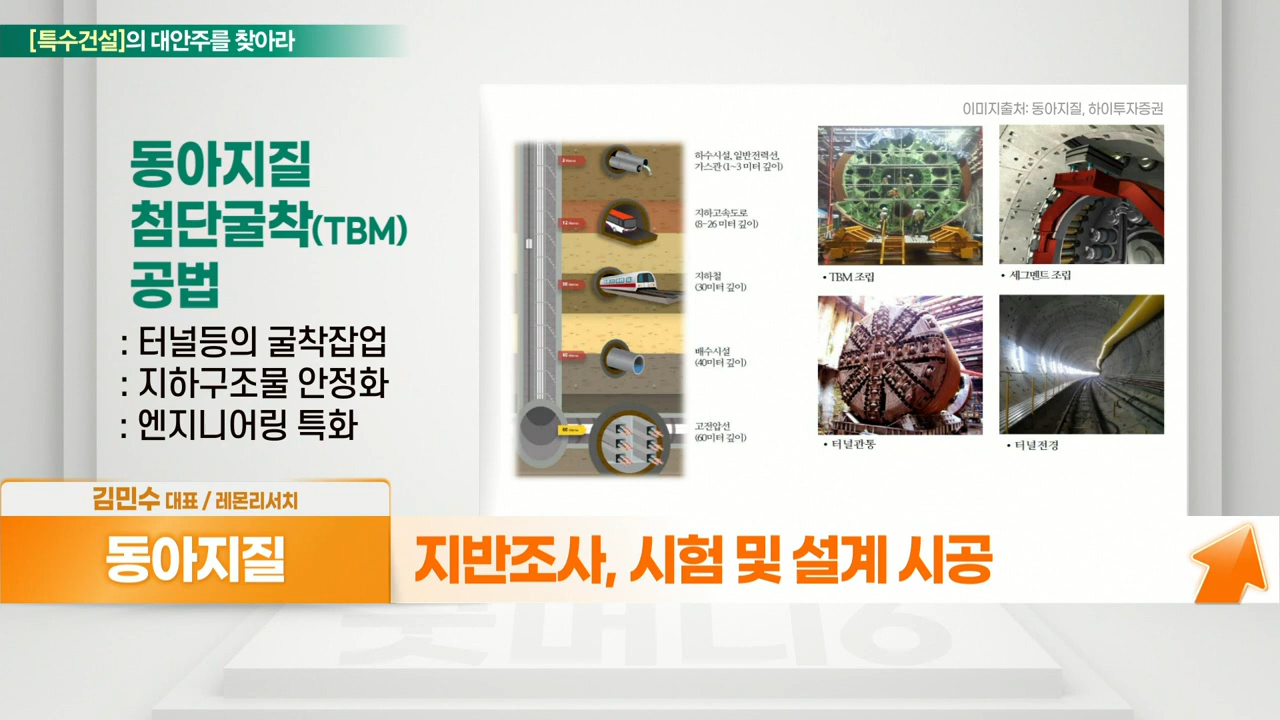 [특수건설]의 대안주를 찾아라
이미지출처: 동아지질, 하이투자증권
동아지질
첨단굴착(TBM)
공법
: 터널등의 굴착잡업
: 지하구조물 안정화
: 엔지니어링 특화
하수시설, 일반전력선,
가스관 (1~3 미터 깊이)
지하고속도로
(8~26 미터 깊이)
지하철
(30미터 깊이)
배수시설
(40미터 깊이)
고전압선
(60미터 깊이)
• TBM 조립
• 세그멘트 조립
• 터널관통
• 터널전경
김민수 대표 / 레몬리서치
동아지질
지반조사, 시험 및 설계 시공